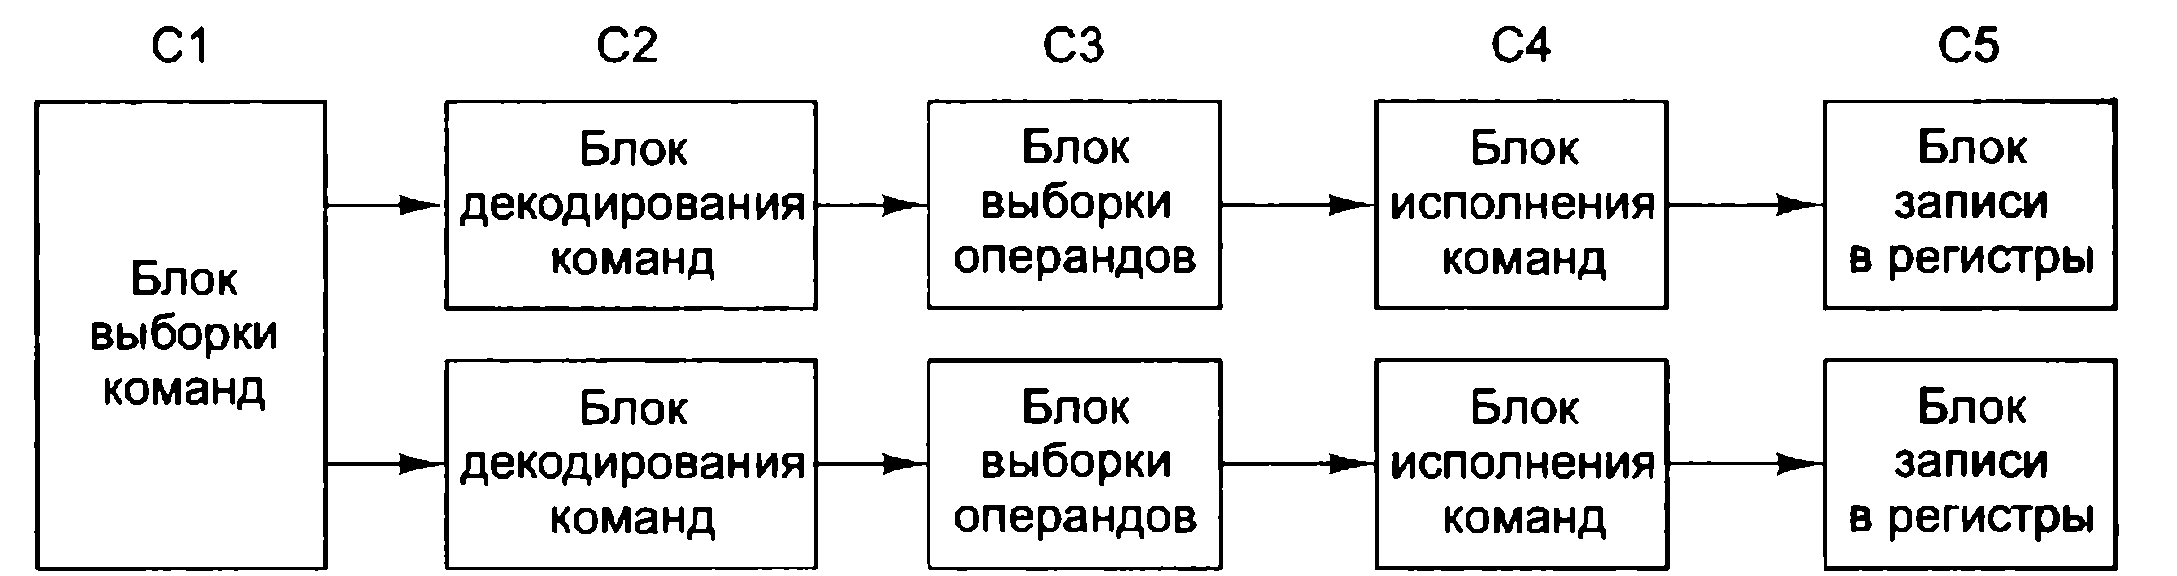 С1
С2
С3
С4
С5
Блок
выборки
команд
Блок
декодирования
команд
Блок
выборки
операндов
Блок
исполнения
команд
Блок
записи
в регистры
Блок
декодирования
команд
Блок
выборки
операндов
Блок
исполнения
команд
Блок
записи
в регистры